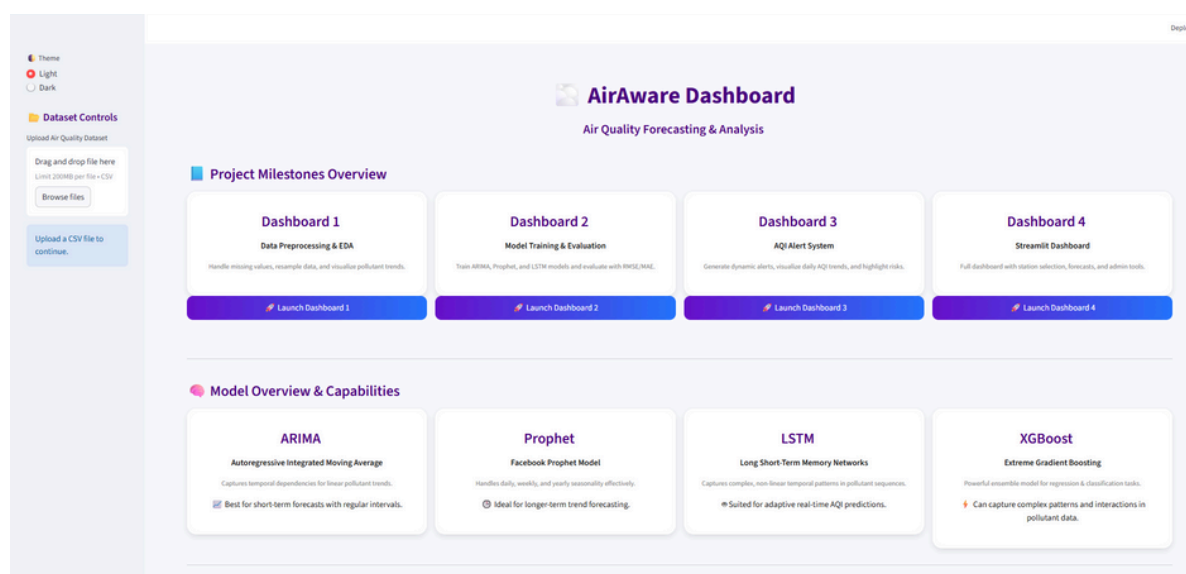 Theme
Light
Dark
Dataset Controls
Upload Air Quality Dataset
Drag and drop file here
Limit 200MB per file • CSV
Browse files
Upload a CSV file to
continue.
AirAware Dashboard
Air Quality Forecasting & Analysis
Project Milestones Overview
Dashboard 1
Data Preprocessing & EDA
Handle missing values, resample data, and visualize pollutant trends.
Launch Dashboard 1
Dashboard 2
Model Training & Evaluation
Train ARIMA, Prophet, and LSTM models and evaluate with RMSE/MAE.
Launch Dashboard 2
Dashboard 3
AQI Alert System
Generate dynamic alerts, visualize daily AQI trends, and highlight risks.
Launch Dashboard 3
Dashboard 4
Streamlit Dashboard
Full dashboard with station selection, forecasts, and admin tools.
Launch Dashboard 4
Model Overview & Capabilities
ARIMA
Autoregressive Integrated Moving Average
Captures temporal dependencies for linear pollutant trends.
Best for short-term forecasts with regular intervals.
Prophet
Facebook Prophet Model
Handles daily, weekly, and yearly seasonality effectively.
Ideal for longer-term trend forecasting.
LSTM
Long Short-Term Memory Networks
Captures complex, non-linear temporal patterns in pollutant sequences.
Suited for adaptive real-time AQI predictions.
XGBoost
Extreme Gradient Boosting
Powerful ensemble model for regression & classification tasks.
Can capture complex patterns and interactions in
pollutant data.